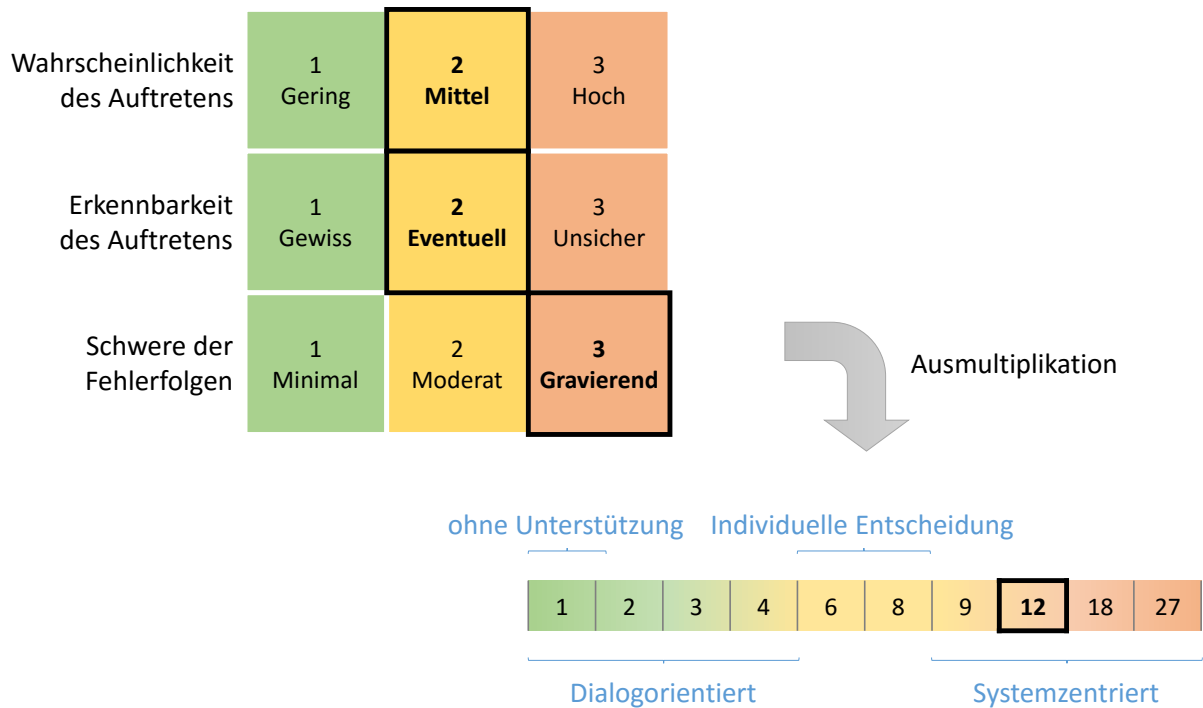 Wahrscheinlichkeit
des Auftretens
1
Gering
2
Mittel
3
Hoch
Erkennbarkeit
des Auftretens
1
Gewiss
2
Eventuell
3
Unsicher
Schwere der
Fehlerfolgen
1
Minimal
2
Moderat
3
Gravierend
Ausmultiplikation
ohne Unterstützung
Individuelle Entscheidung
1 2 3 4 6 8 9 12 18 27
Dialogorientiert
Systemzentriert